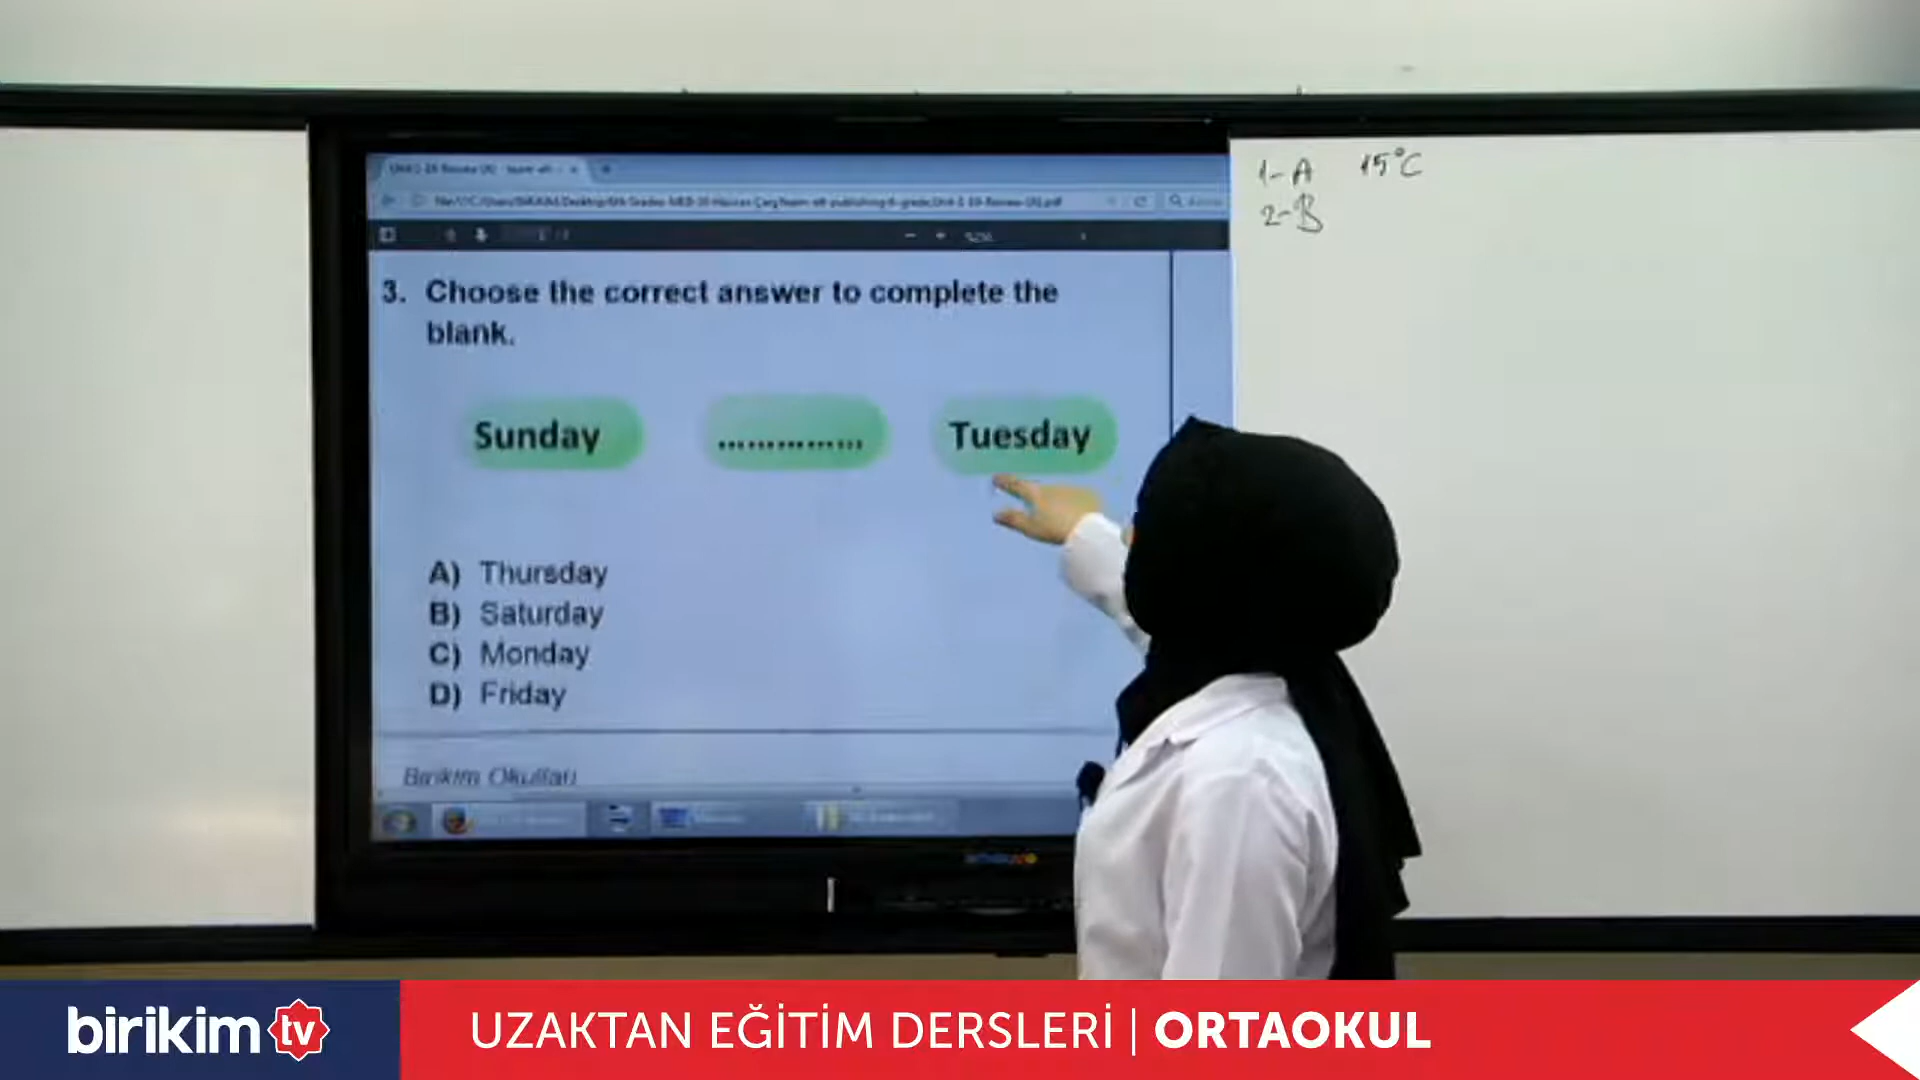 1-A 15°C
2-B
3. Choose the correct answer to complete the
blank.
Sunday .............. Tuesday
A) Thursday
B) Saturday
C) Monday
D) Friday
Birikim Okulları
birikim tv
UZAKTAN EĞİTİM DERSLERİ | ORTAOKUL